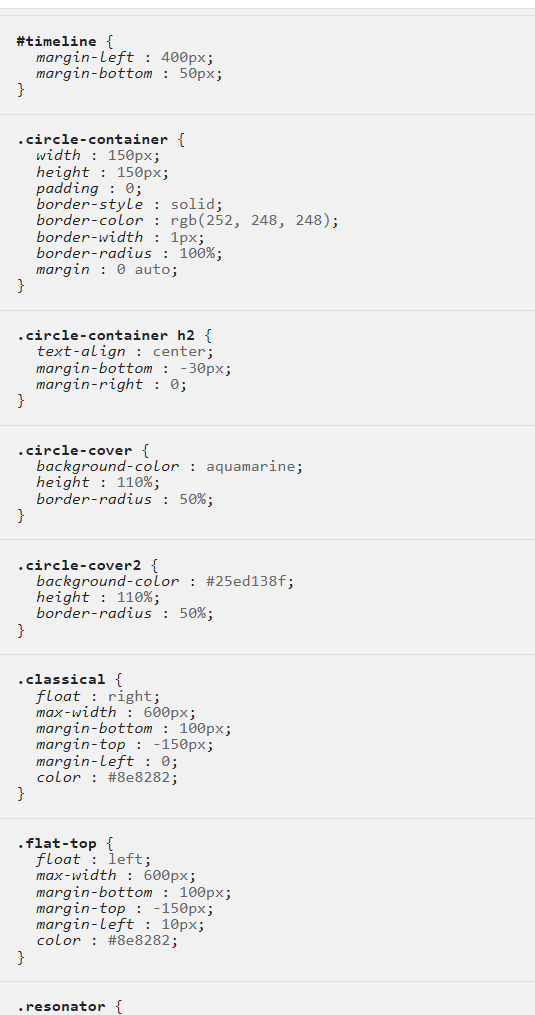 #timeline {
margin-left : 400px;
margin-bottom : 50px;
}
.circle-container {
width : 150px;
height : 150px;
padding : 0;
border-style : solid;
border-color : rgb(252, 248, 248);
border-width : 1px;
border-radius : 100%;
margin : 0 auto;
}
.circle-container h2 {
text-align : center;
margin-bottom : -30px;
margin-right : 0;
}
.circle-cover {
background-color : aquamarine;
height : 110%;
border-radius : 50%;
}
.circle-cover2 {
background-color : #25ed138f;
height : 110%;
border-radius : 50%;
}
.classical {
float : right;
max-width : 600px;
margin-bottom : 100px;
margin-top : -150px;
margin-left : 0;
color : #8e8282;
}
.flat-top {
float : left;
max-width : 600px;
margin-bottom : 100px;
margin-top : -150px;
margin-left : 10px;
color : #8e8282;
}
.resonator {